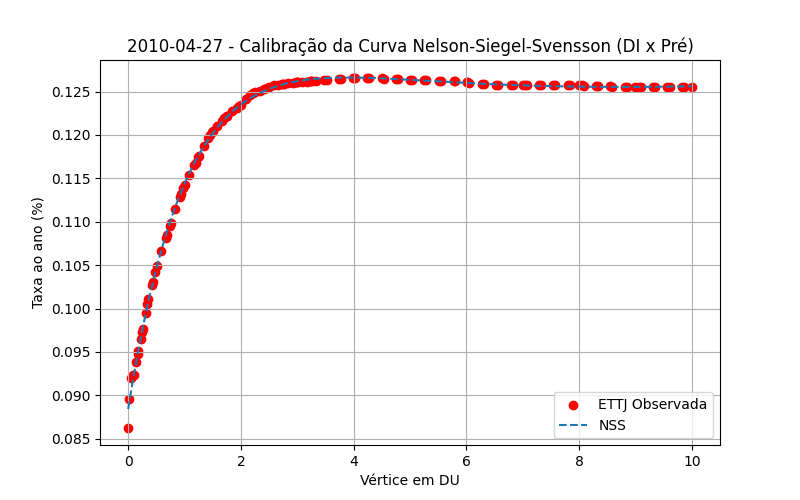 2010-04-27 - Calibração da Curva Nelson-Siegel-Svensson (DI x Pré)
Taxa ao ano (%)
0.125
0.120
0.115
0.110
0.105
0.100
0.095
0.090
0.085
ETTJ Observada
NSS
0 2 4 6 8 10
Vértice em DU